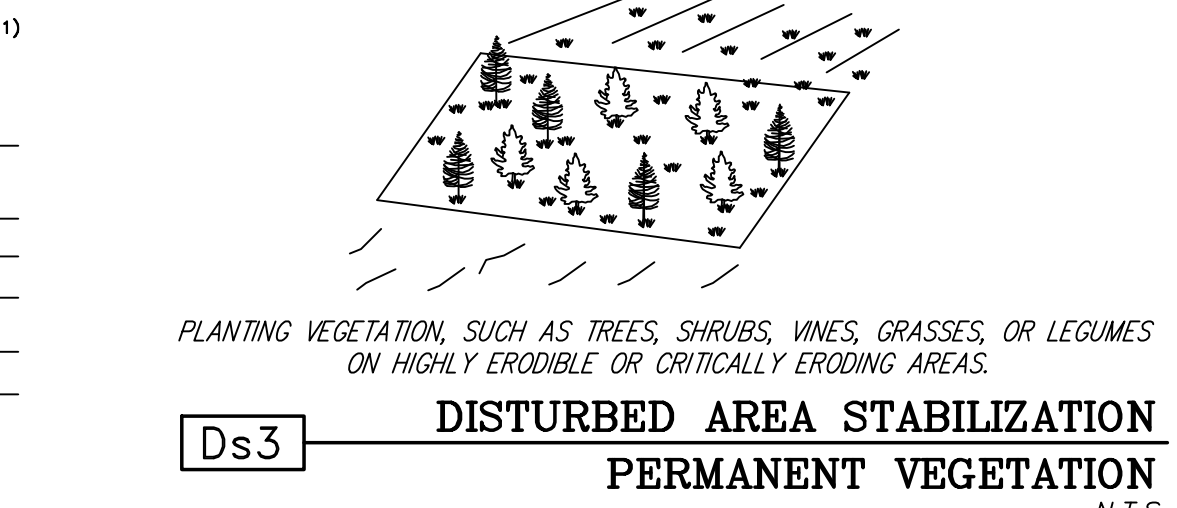 1)
PLANTING VEGETATION, SUCH AS TREES, SHRUBS, VINES, GRASSES, OR LEGUMES
ON HIGHLY ERODIBLE OR CRITICALLY ERODING AREAS.
Ds3
DISTURBED AREA STABILIZATION
PERMANENT VEGETATION